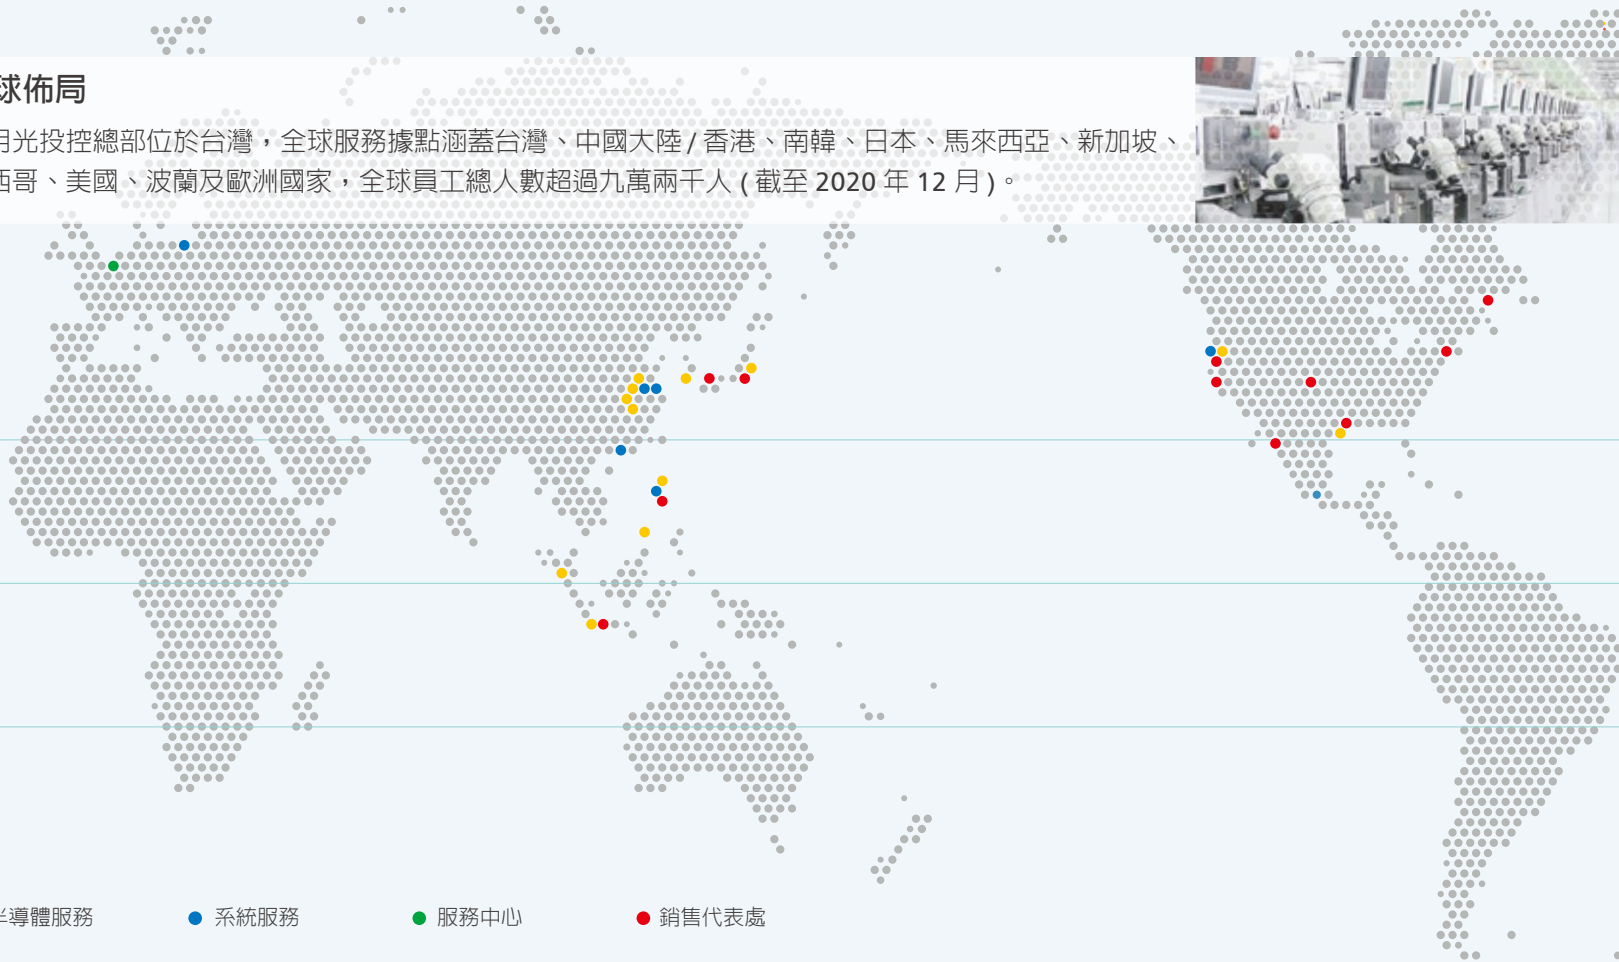 球佈局
月光投控總部位於台灣，全球服務據點涵蓋台灣、中國大陸 / 香港、南韓、日本、馬來西亞、新加坡、
西哥、美國、波蘭及歐洲國家，全球員工總人數超過九萬兩千人 ( 截至 2020 年 12 月 )。
導體服務
系統服務
服務中心
銷售代表處